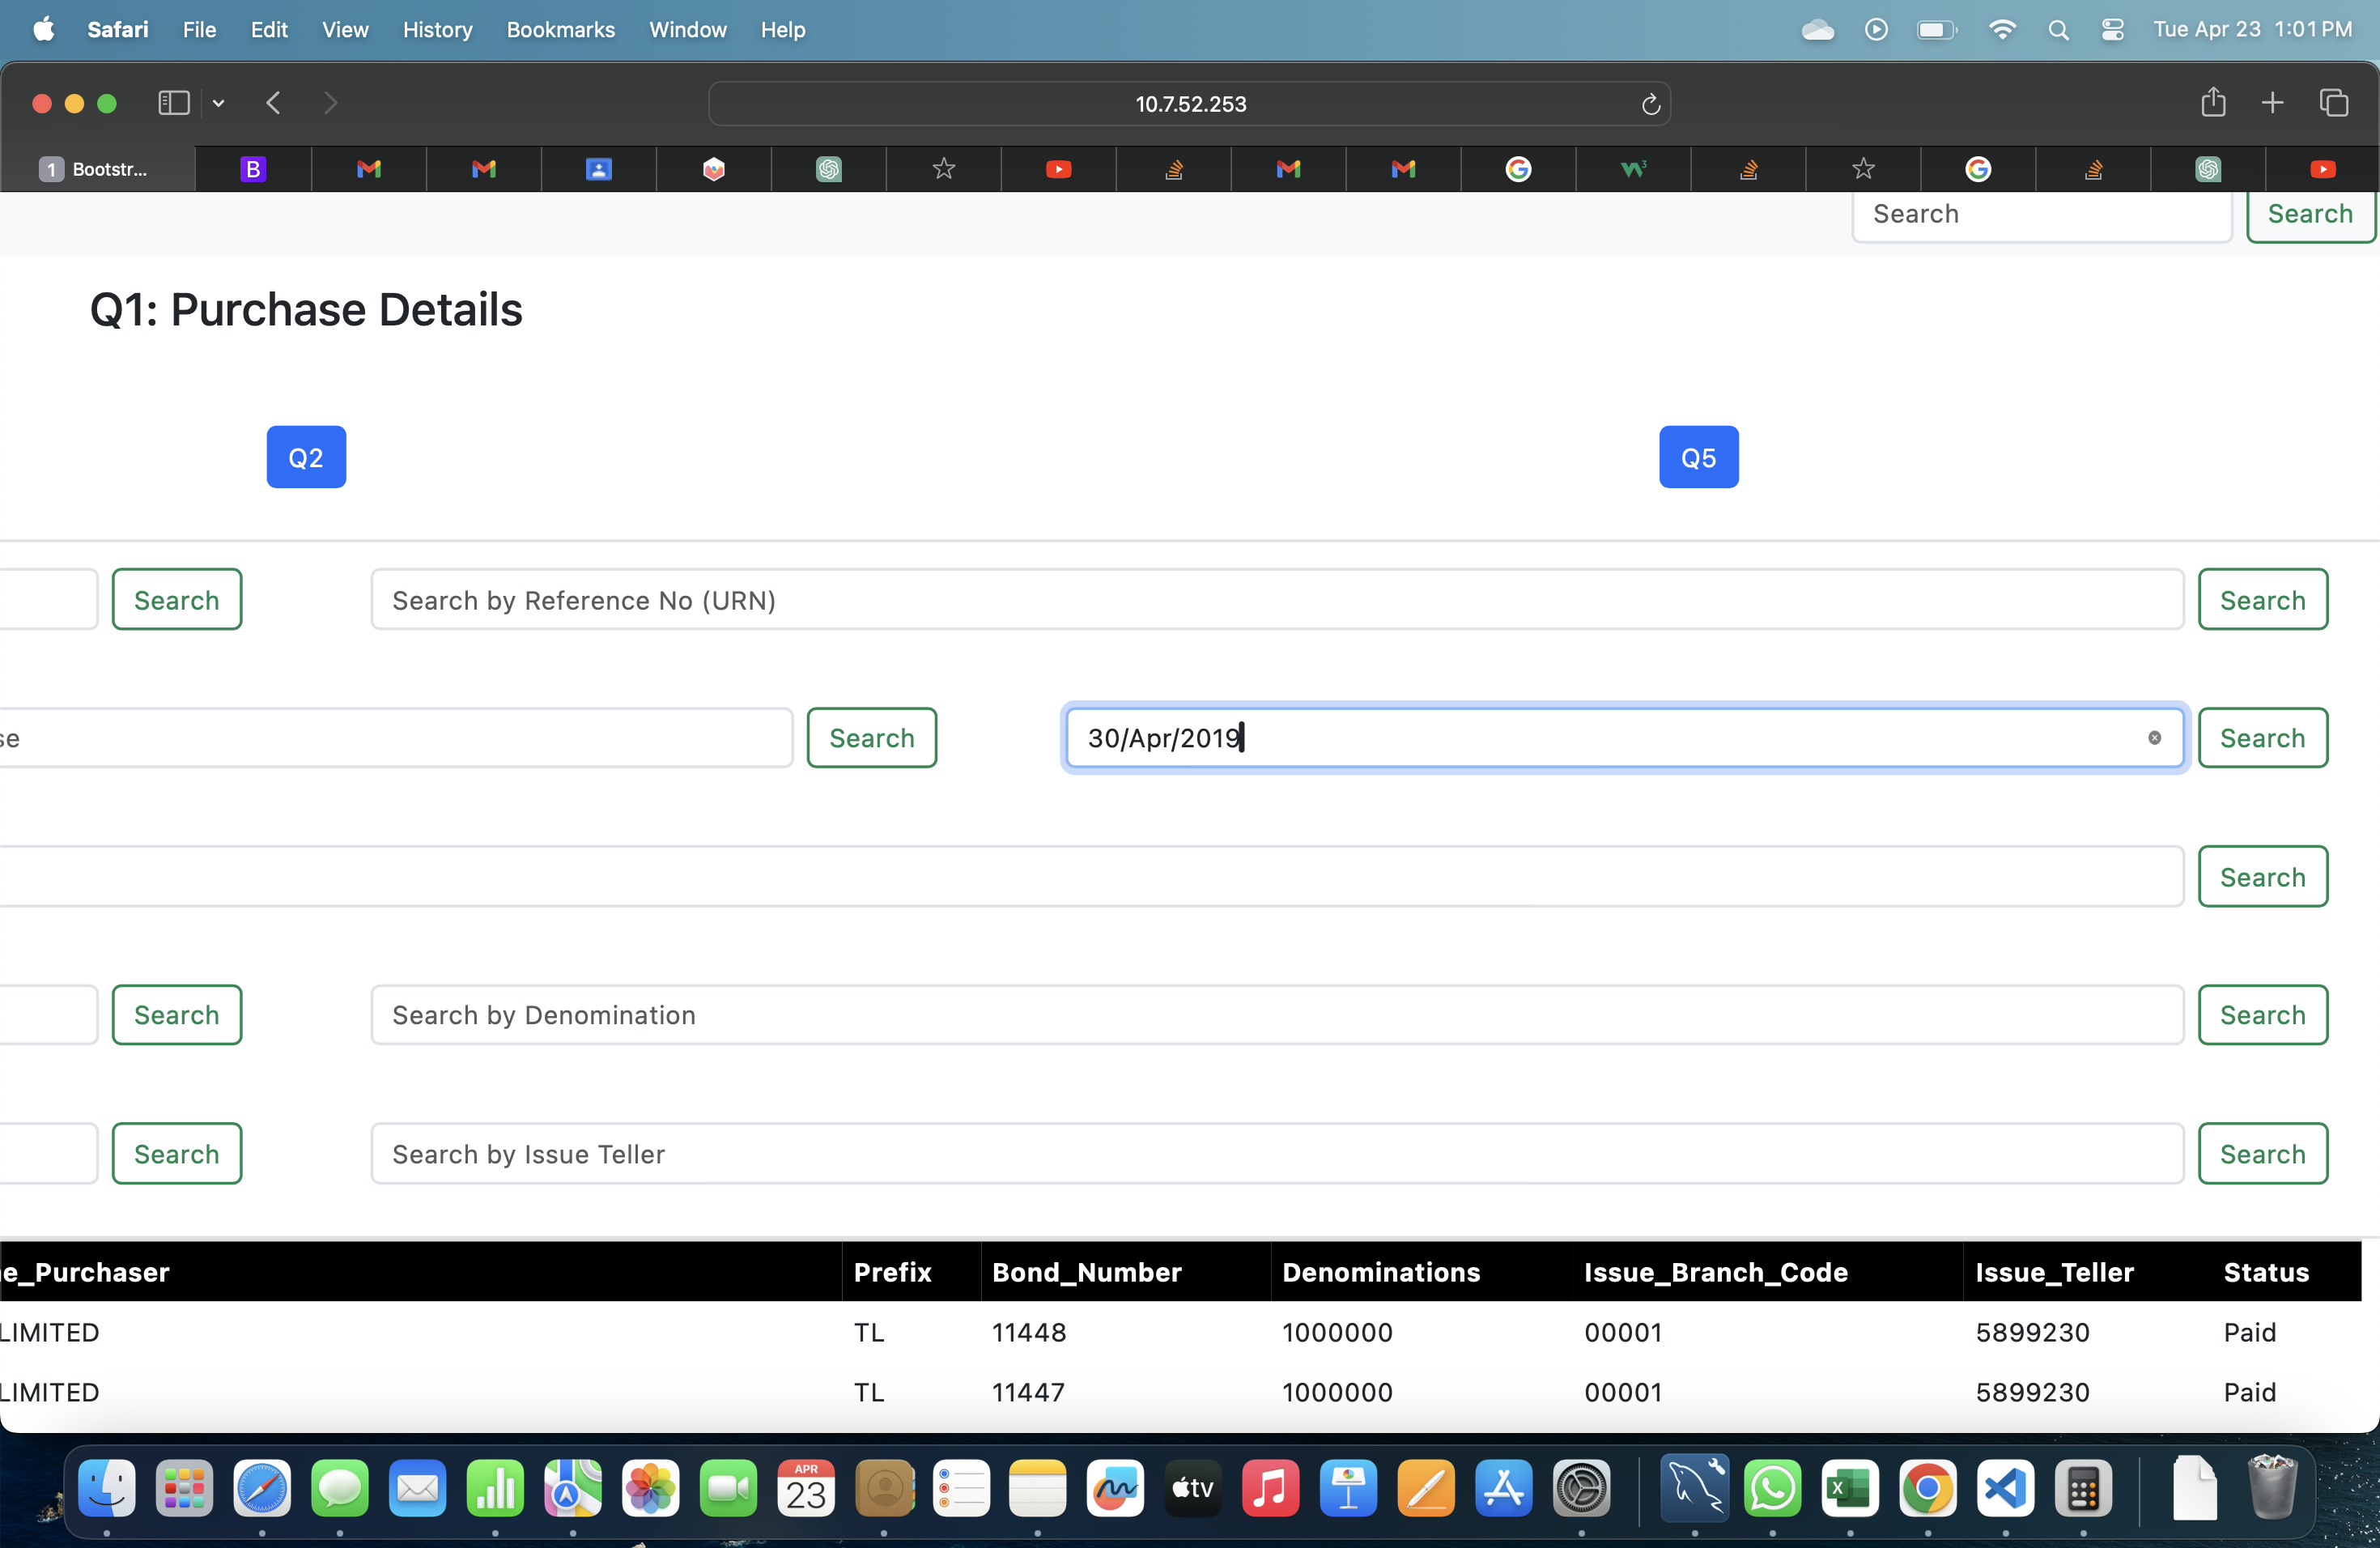 Safari File Edit View History Bookmarks Window Help Tue Apr 23 1:01 PM
10.7.52.253
1 Bootstr... B
Search Search
Q1: Purchase Details
Q2 Q5
Search Search by Reference No (URN) Search
se Search 30/Apr/2019 Search
Search
Search Search by Denomination Search
Search Search by Issue Teller Search
e_Purchaser Prefix Bond_Number Denominations Issue_Branch_Code Issue_Teller Status
LIMITED TL 11448 1000000 00001 5899230 Paid
LIMITED TL 11447 1000000 00001 5899230 Paid
APR
23
tv